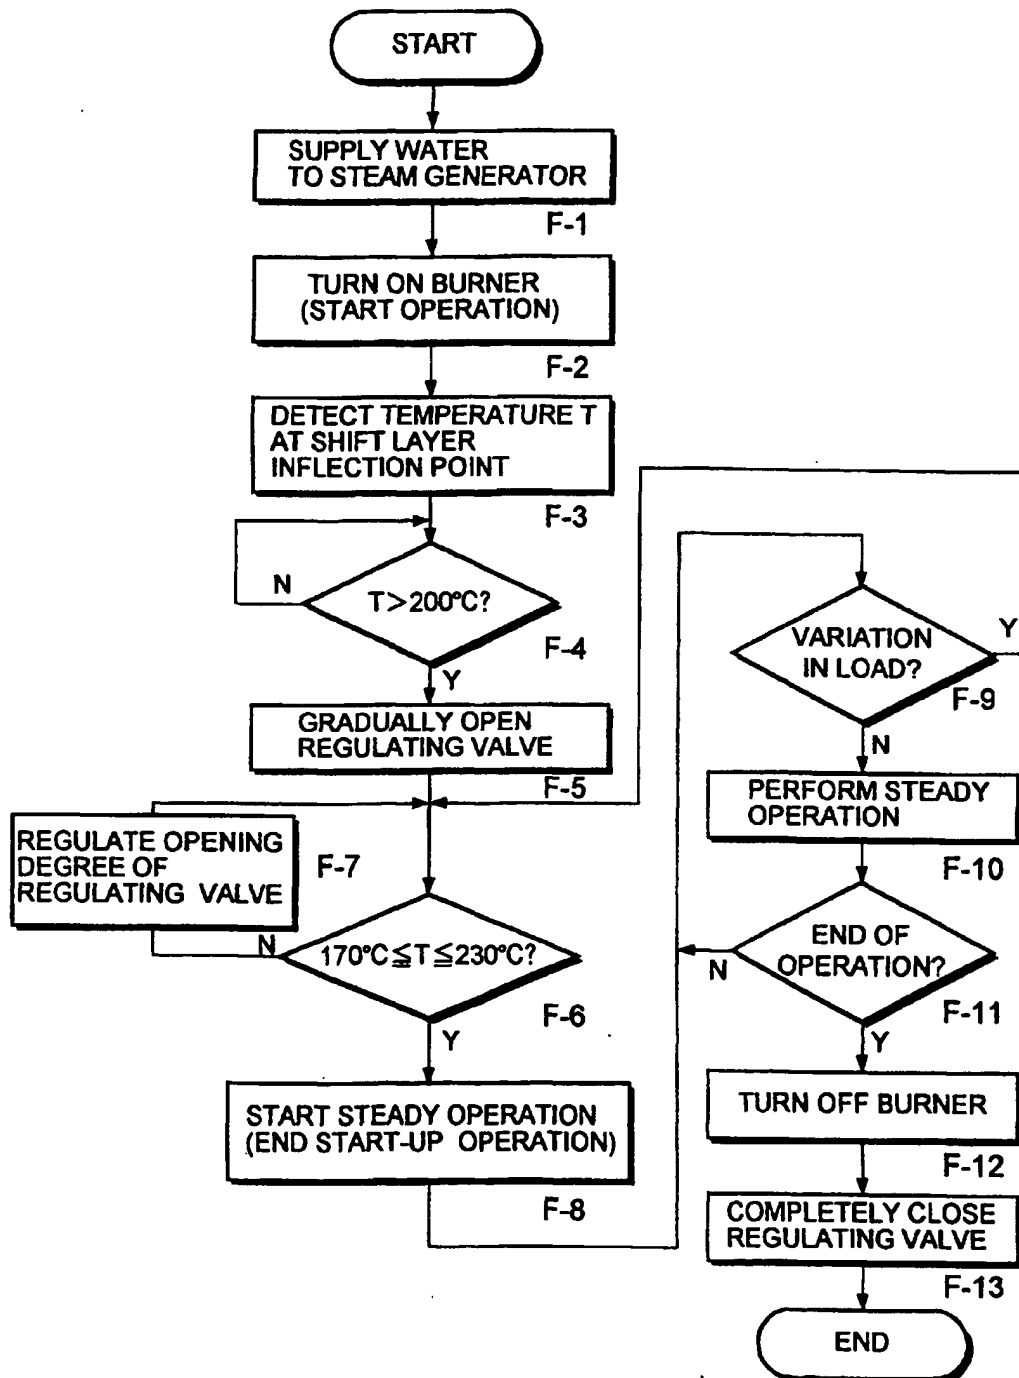 START
SUPPLY WATER
TO STEAM GENERATOR
F-1
TURN ON BURNER
(START OPERATION)
F-2
DETECT TEMPERATURE T
AT SHIFT LAYER
INFLECTION POINT
F-3
T>200°C?
N
F-4
Y
GRADUALLY OPEN
REGULATING VALVE
F-5
REGULATE OPENING
DEGREE OF
REGULATING VALVE
F-7
170°C≦T≦230°C?
N
F-6
Y
START STEADY OPERATION
(END START-UP OPERATION)
F-8
VARIATION
IN LOAD?
Y
F-9
N
PERFORM STEADY
OPERATION
F-10
END OF
OPERATION?
N
F-11
Y
TURN OFF BURNER
F-12
COMPLETELY CLOSE
REGULATING VALVE
F-13
END